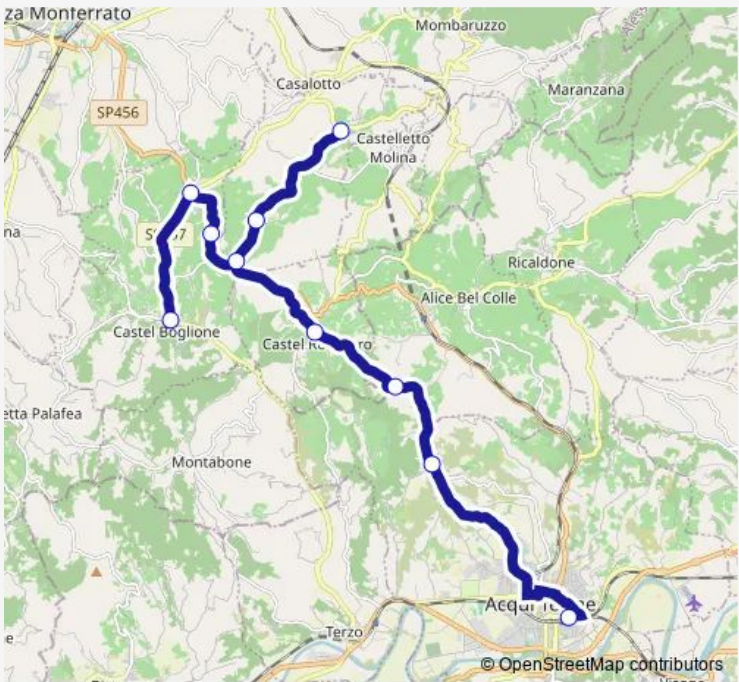 za Monferrato
Mombaruzzo
Casalotto
Maranzana
SP456
Castelletto
Molina
na
Ricaldone
Alice Bel Colle
Castel Boglione
etta Palafea
Montabone
Terzo
© OpenStreetMap contributors